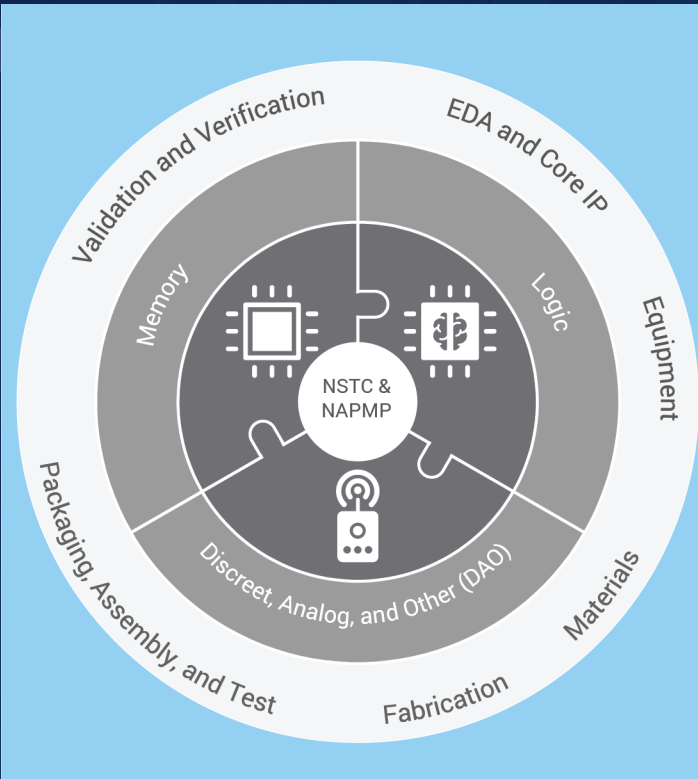 Validation and Verification
EDA and Core IP
Equipment
Materials
Fabrication
Packaging, Assembly, and Test
Memory
Logic
Discreet, Analog, and Other (DAO)
NSTC &
NAPMP